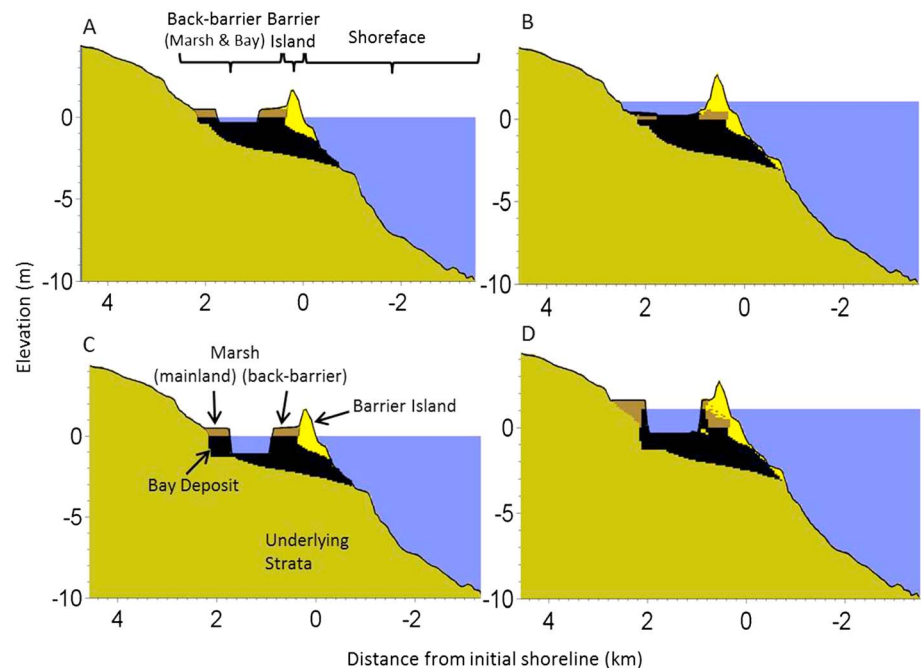 A
Back-barrier Barrier
(Marsh & Bay) Island
Shoreface
0
-5
-10
4 2 0 -2
B
0
-5
-10
4 2 0 -2
Elevation (m)
C
Marsh
(mainland) (back-barrier)
Barrier Island
Bay Deposit
Underlying
Strata
0
-5
-10
4 2 0 -2
D
0
-5
-10
4 2 0 -2
Distance from initial shoreline (km)